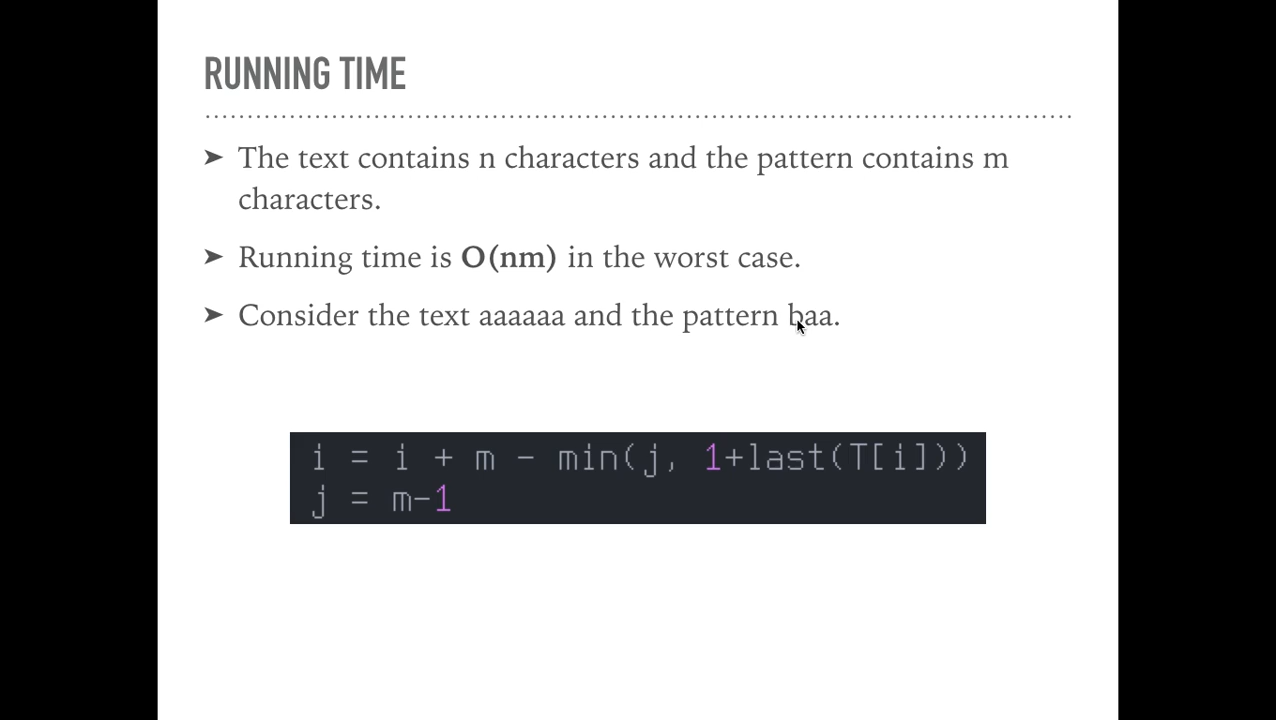 RUNNING TIME
➤ The text contains n characters and the pattern contains m
characters.
➤ Running time is O(nm) in the worst case.
➤ Consider the text aaaaaa and the pattern baa.
i = i + m - min(j, 1+last(T[i]))
j = m-1